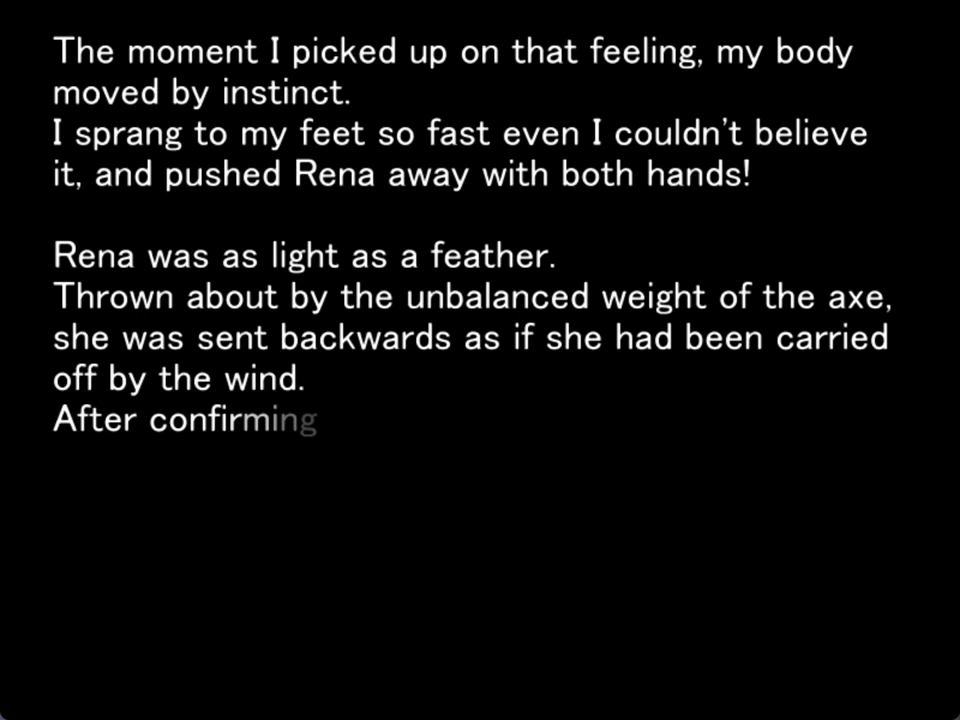 The moment I picked up on that feeling, my body
moved by instinct.
I sprang to my feet so fast even I couldn't believe
it, and pushed Rena away with both hands!
Rena was as light as a feather.
Thrown about by the unbalanced weight of the axe,
she was sent backwards as if she had been carried
off by the wind.
After confirming